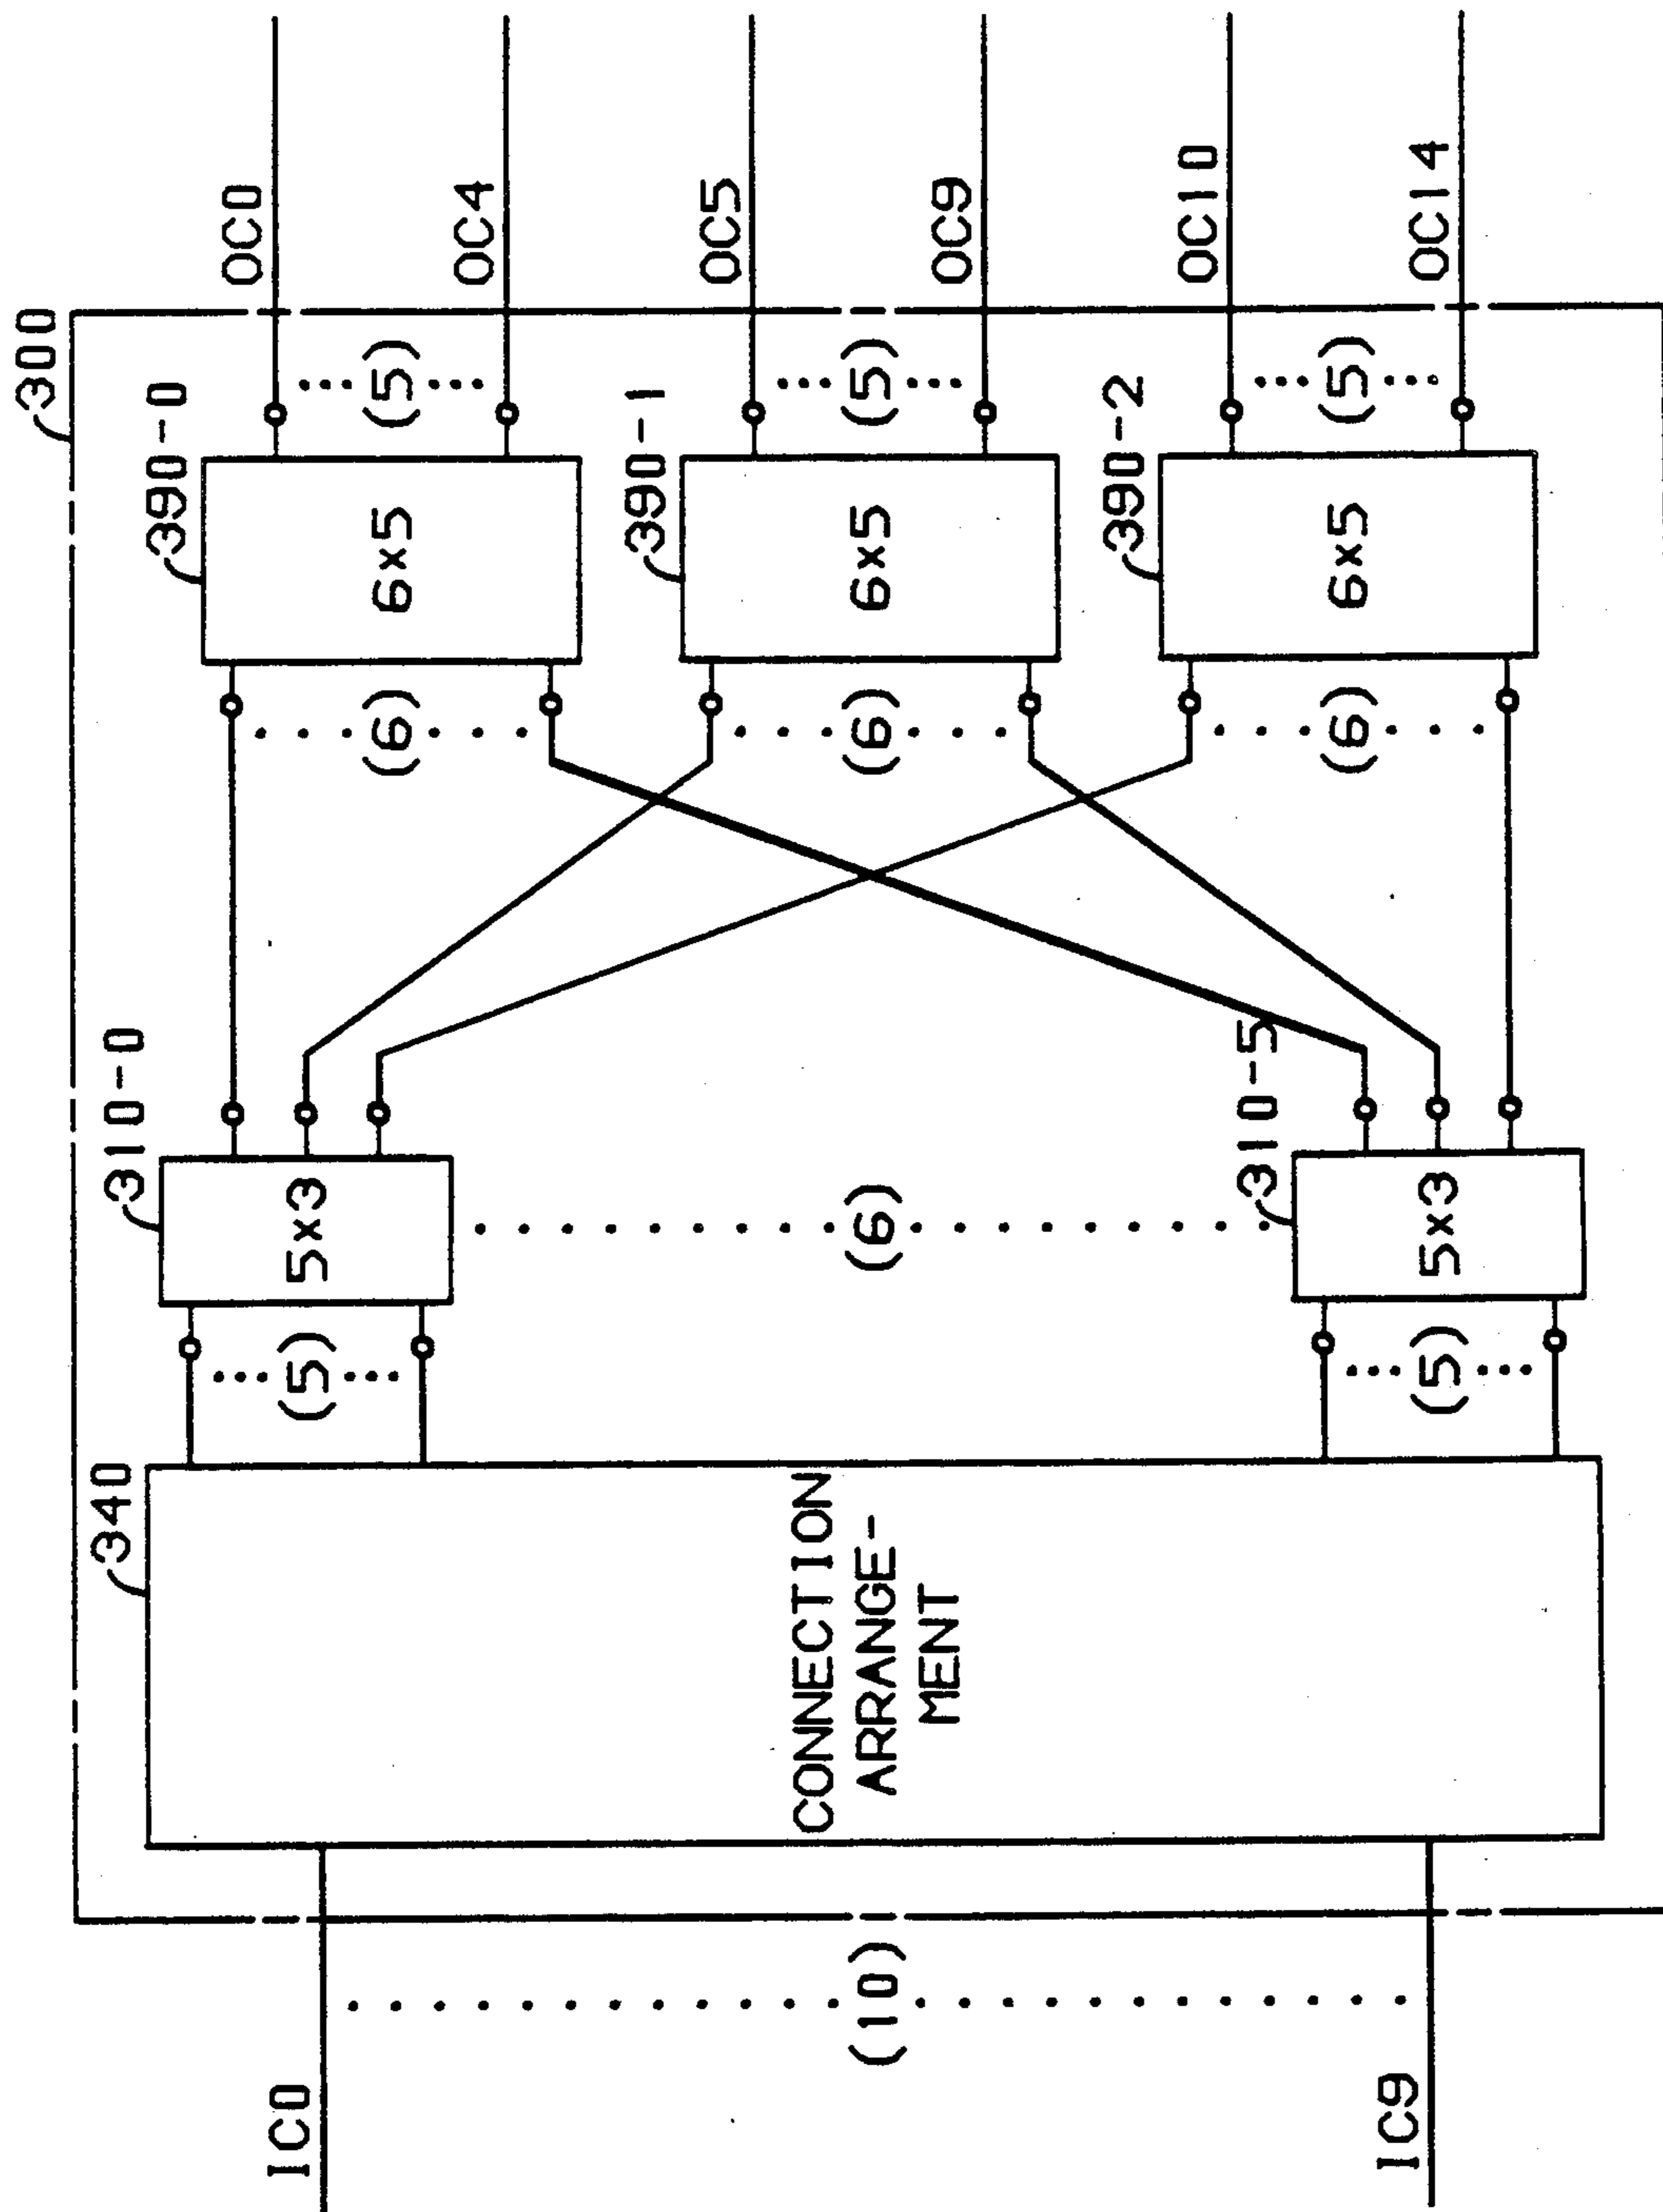 300
IC0
(10)
IC9
340
CONNECTION
ARRANGE-
MENT
(5)
(5)
310-0
5x3
(6)
310-5
5x3
(6)
(6)
(6)
390-0
6x5
390-1
6x5
390-2
6x5
(5)
(5)
(5)
OC0
OC4
OC5
OC9
OC10
OC14